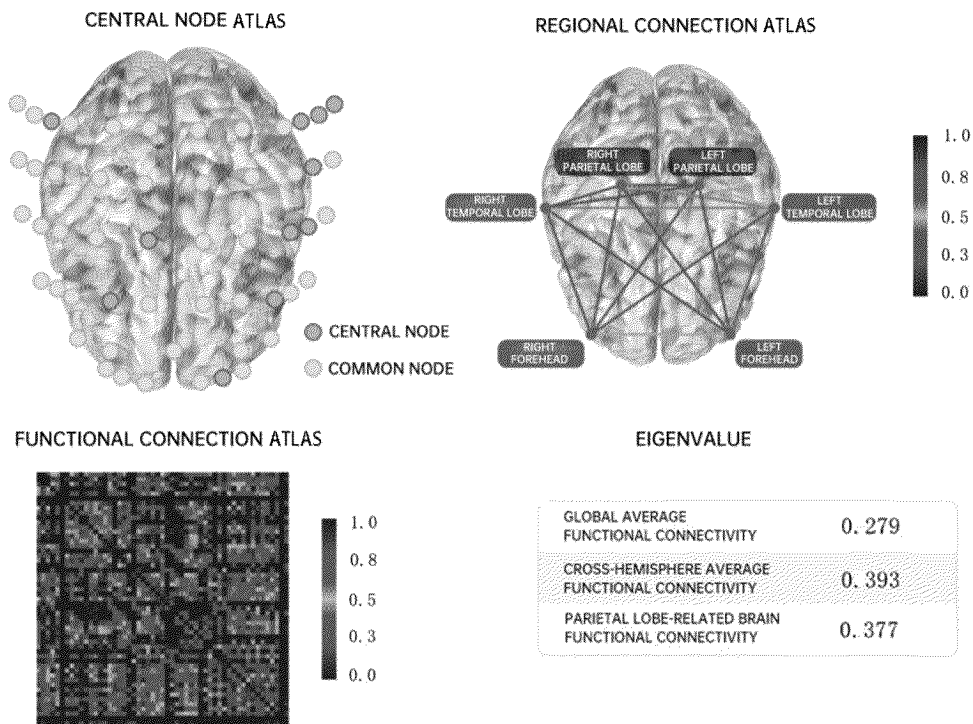 CENTRAL NODE ATLAS
CENTRAL NODE
COMMON NODE
REGIONAL CONNECTION ATLAS
RIGHT
PARIETAL LOBE
LEFT
PARIETAL LOBE
RIGHT
TEMPORAL LOBE
LEFT
TEMPORAL LOBE
RIGHT
FOREHEAD
LEFT
FOREHEAD
1.0
0.8
0.5
0.3
0.0
FUNCTIONAL CONNECTION ATLAS
1.0
0.8
0.5
0.3
0.0
EIGENVALUE
GLOBAL AVERAGE
FUNCTIONAL CONNECTIVITY 0.279
CROSS-HEMISPHERE AVERAGE
FUNCTIONAL CONNECTIVITY 0.393
PARIETAL LOBE-RELATED BRAIN
FUNCTIONAL CONNECTIVITY 0.377